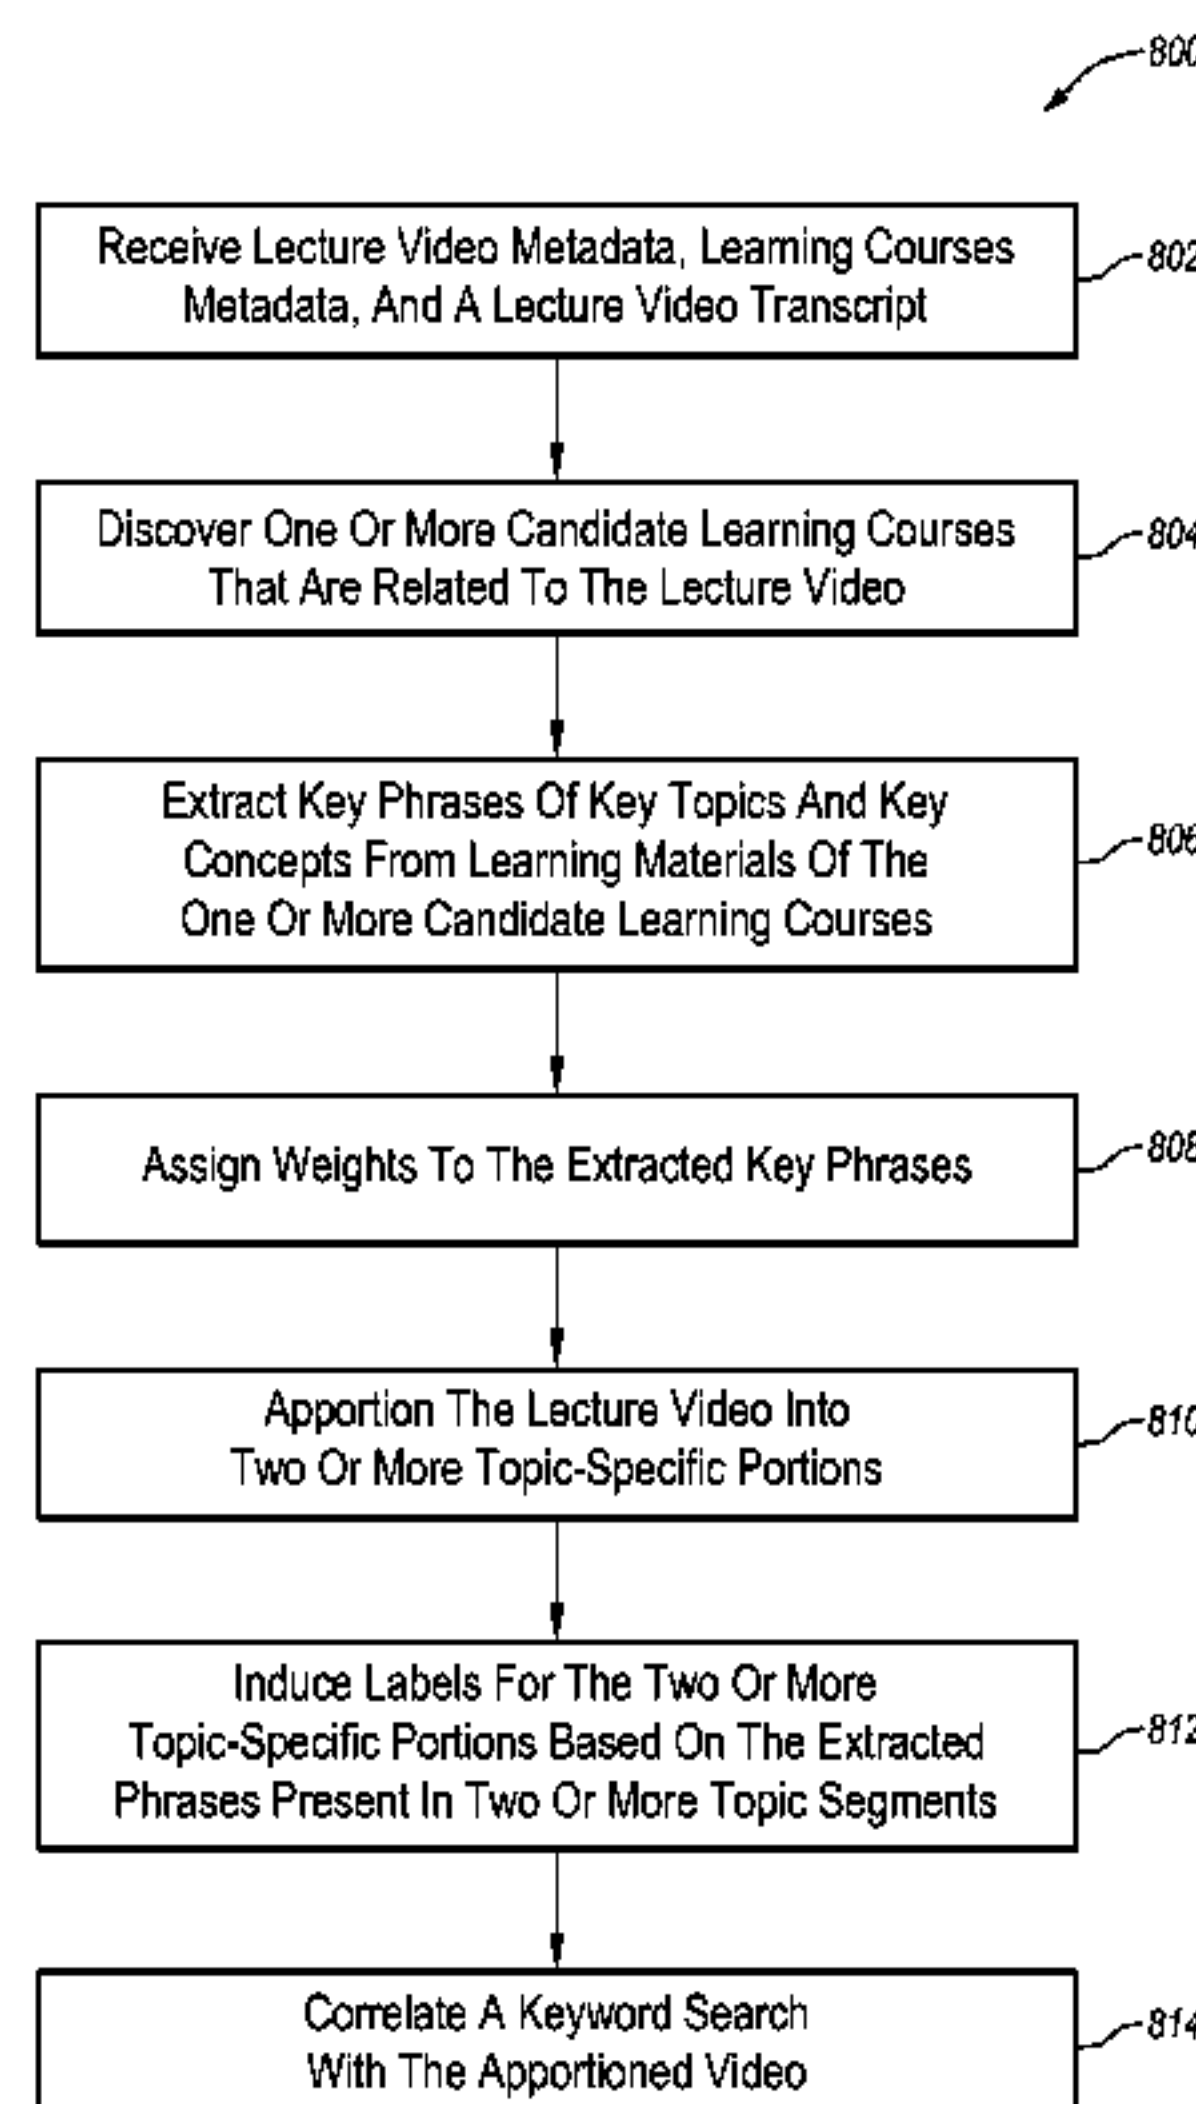 800
Receive Lecture Video Metadata, Learning Courses
Metadata, And A Lecture Video Transcript
802
Discover One Or More Candidate Learning Courses
That Are Related To The Lecture Video
804
Extract Key Phrases Of Key Topics And Key
Concepts From Learning Materials Of The
One Or More Candidate Learning Courses
806
Assign Weights To The Extracted Key Phrases
808
Apportion The Lecture Video Into
Two Or More Topic-Specific Portions
810
Induce Labels For The Two Or More
Topic-Specific Portions Based On The Extracted
Phrases Present In Two Or More Topic Segments
812
Correlate A Keyword Search
With The Apportioned Video
814